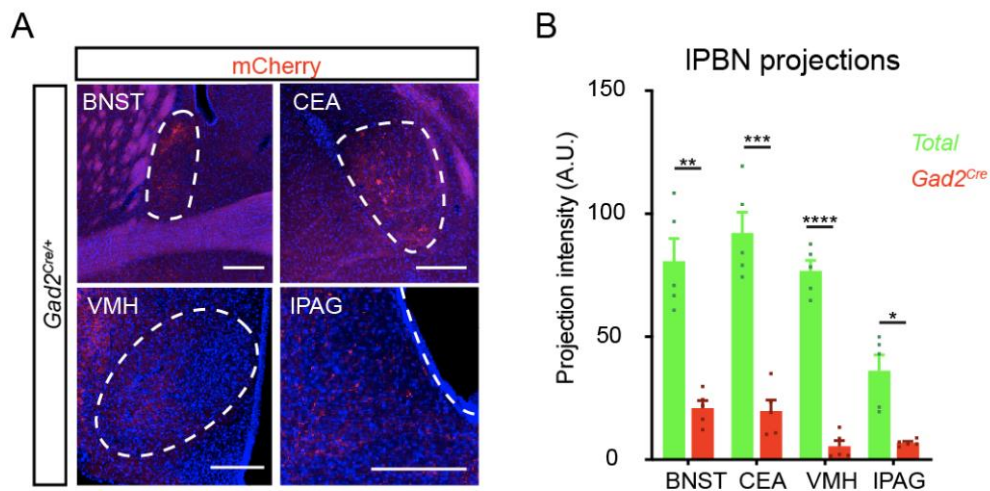 A
mCherry
Gad2Cre/+
BNST
CEA
VMH
lPAG
B
lPBN projections
Projection intensity (A.U.)
150
100
50
0
**
***
****
*
Total
Gad2Cre
BNST
CEA
VMH
lPAG